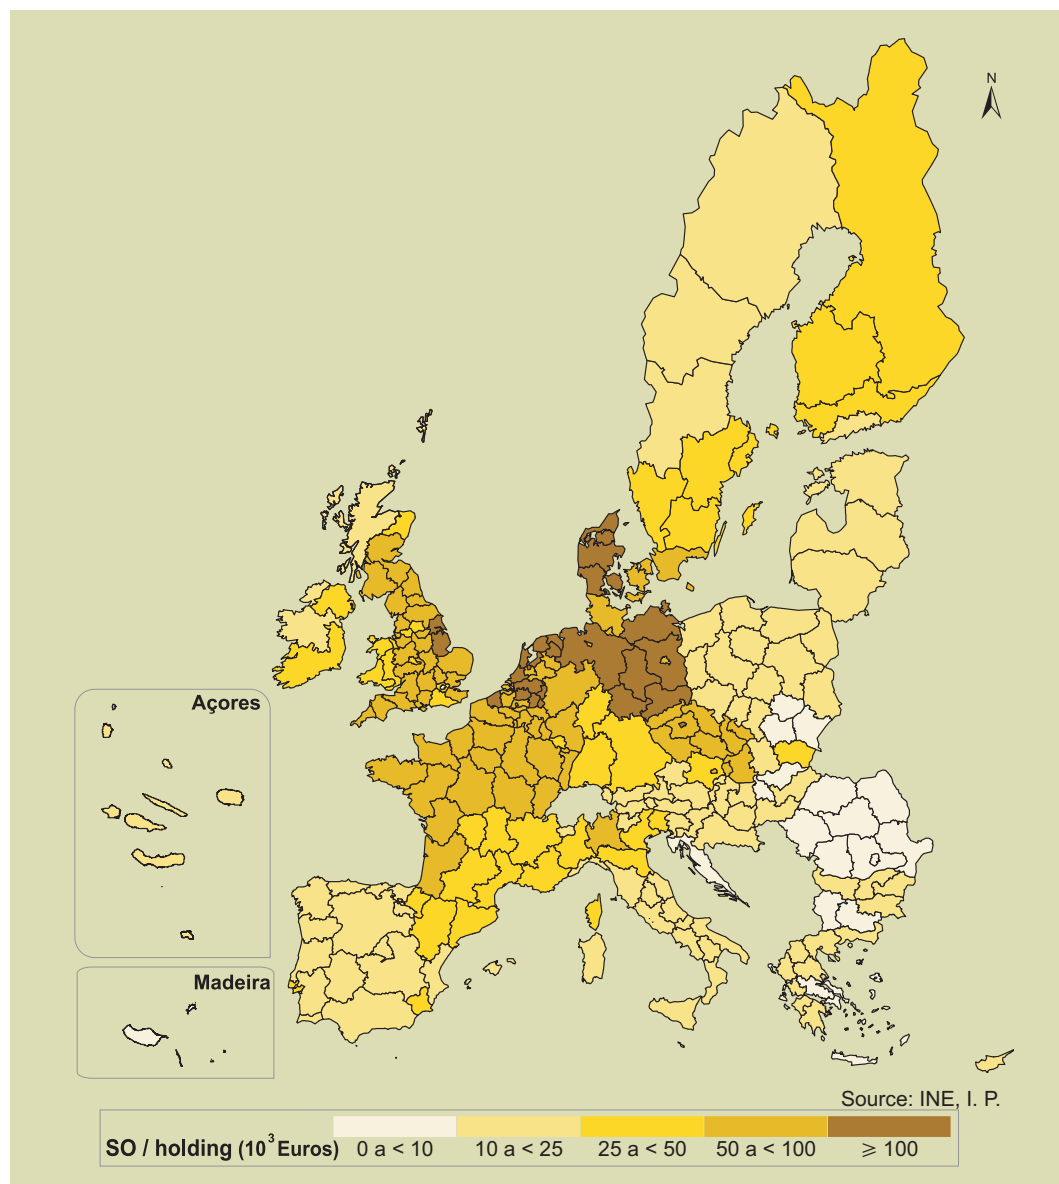 N
Açores
Madeira
Source: INE, I. P.
SO / holding (10³ Euros) 0 a < 10 10 a < 25 25 a < 50 50 a < 100 ⩾ 100